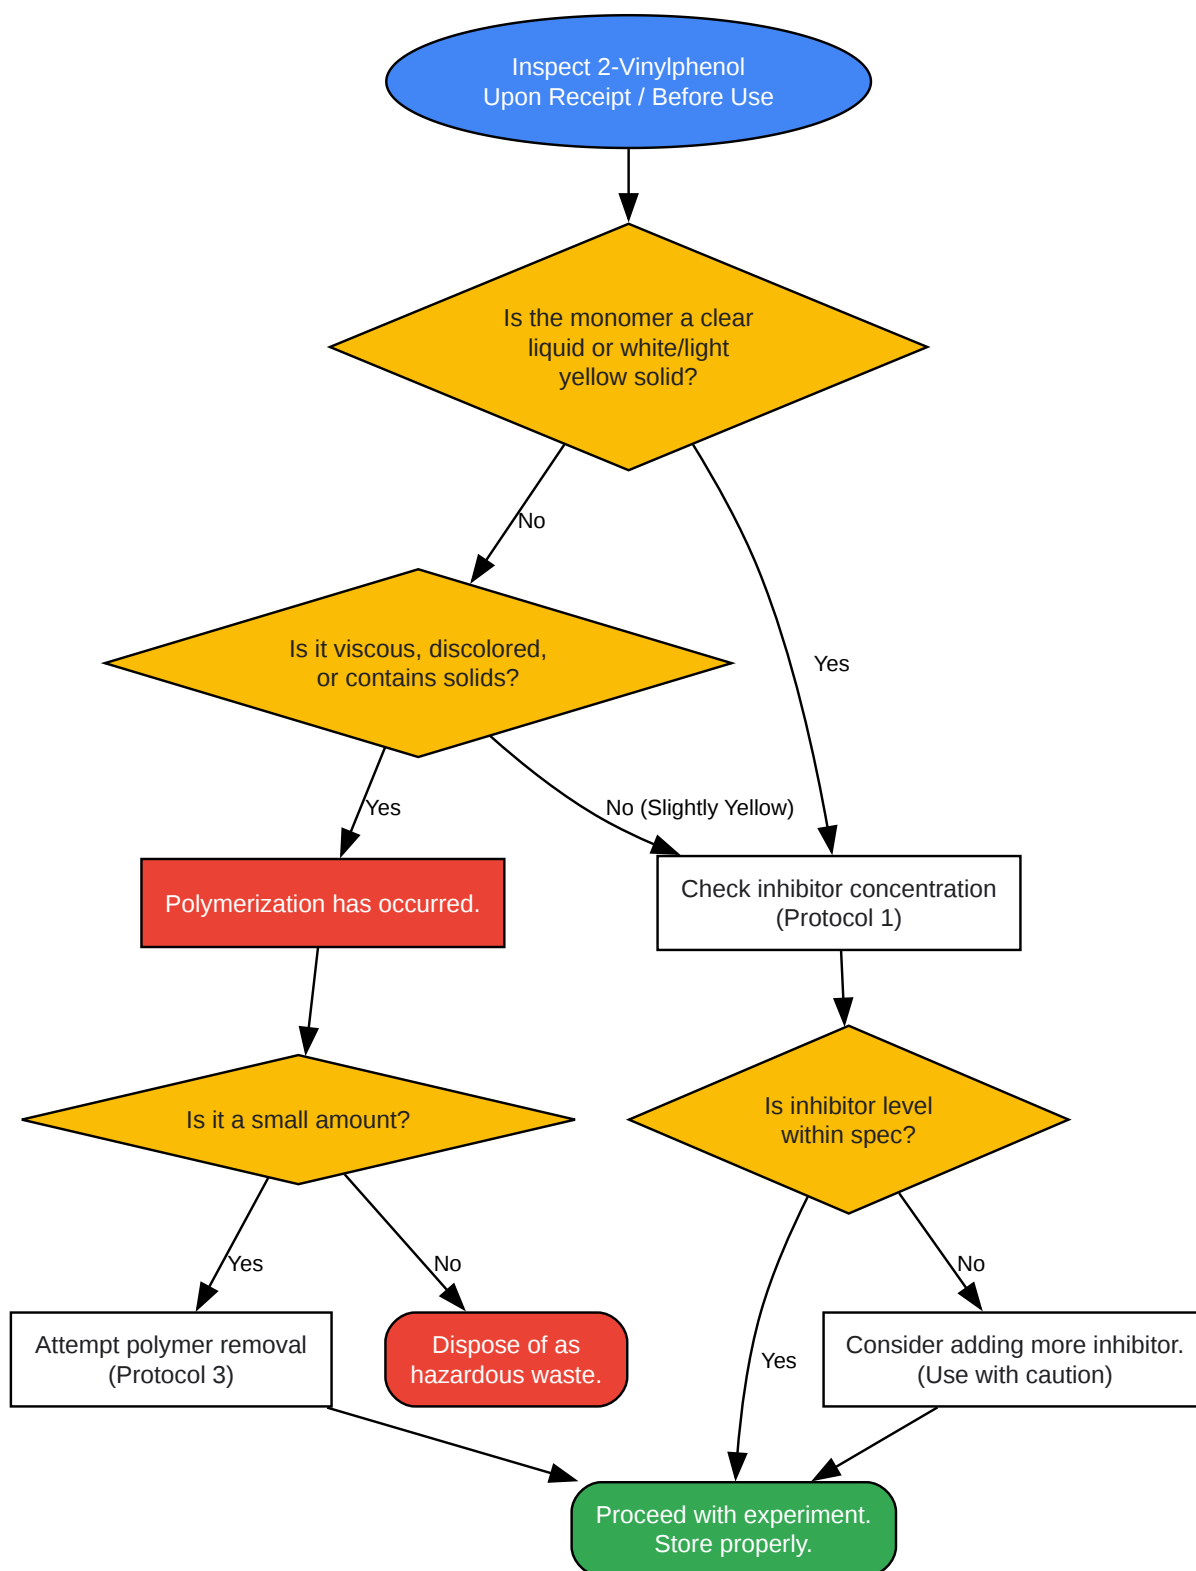 Inspect 2-Vinylphenol
Upon Receipt / Before Use
Is the monomer a clear
liquid or white/light
yellow solid?
No
Yes
Is it viscous, discolored,
or contains solids?
Yes
No (Slightly Yellow)
Polymerization has occurred.
Check inhibitor concentration
(Protocol 1)
Is it a small amount?
Is inhibitor level
within spec?
Yes
No
Yes
No
Attempt polymer removal
(Protocol 3)
Dispose of as
hazardous waste.
Consider adding more inhibitor.
(Use with caution)
Proceed with experiment.
Store properly.